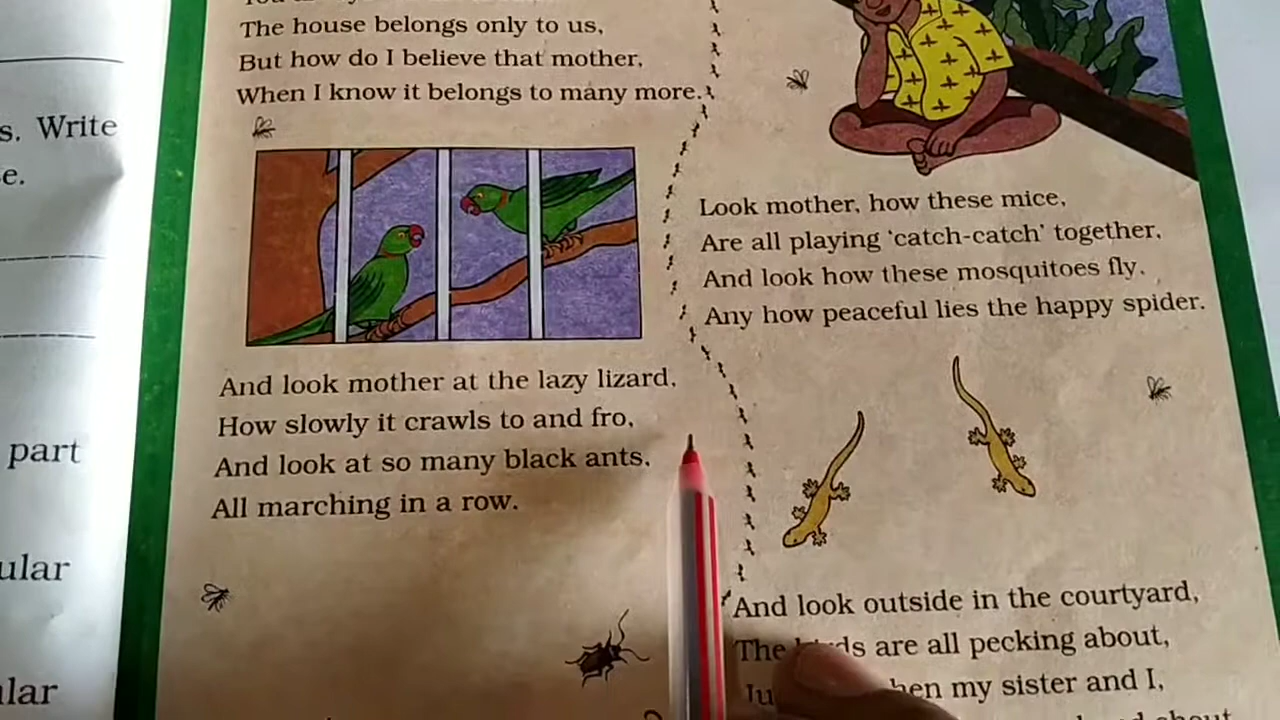 The house belongs only to us,
But how do I believe that mother,
When I know it belongs to many more.
And look mother at the lazy lizard,
How slowly it crawls to and fro,
And look at so many black ants,
All marching in a row.
Look mother, how these mice,
Are all playing ‘catch-catch’ together,
And look how these mosquitoes fly,
Any how peaceful lies the happy spider.
And look outside in the courtyard,
The birds are all pecking about,
my sister and I,
s. Write
e.
part
ular
lar